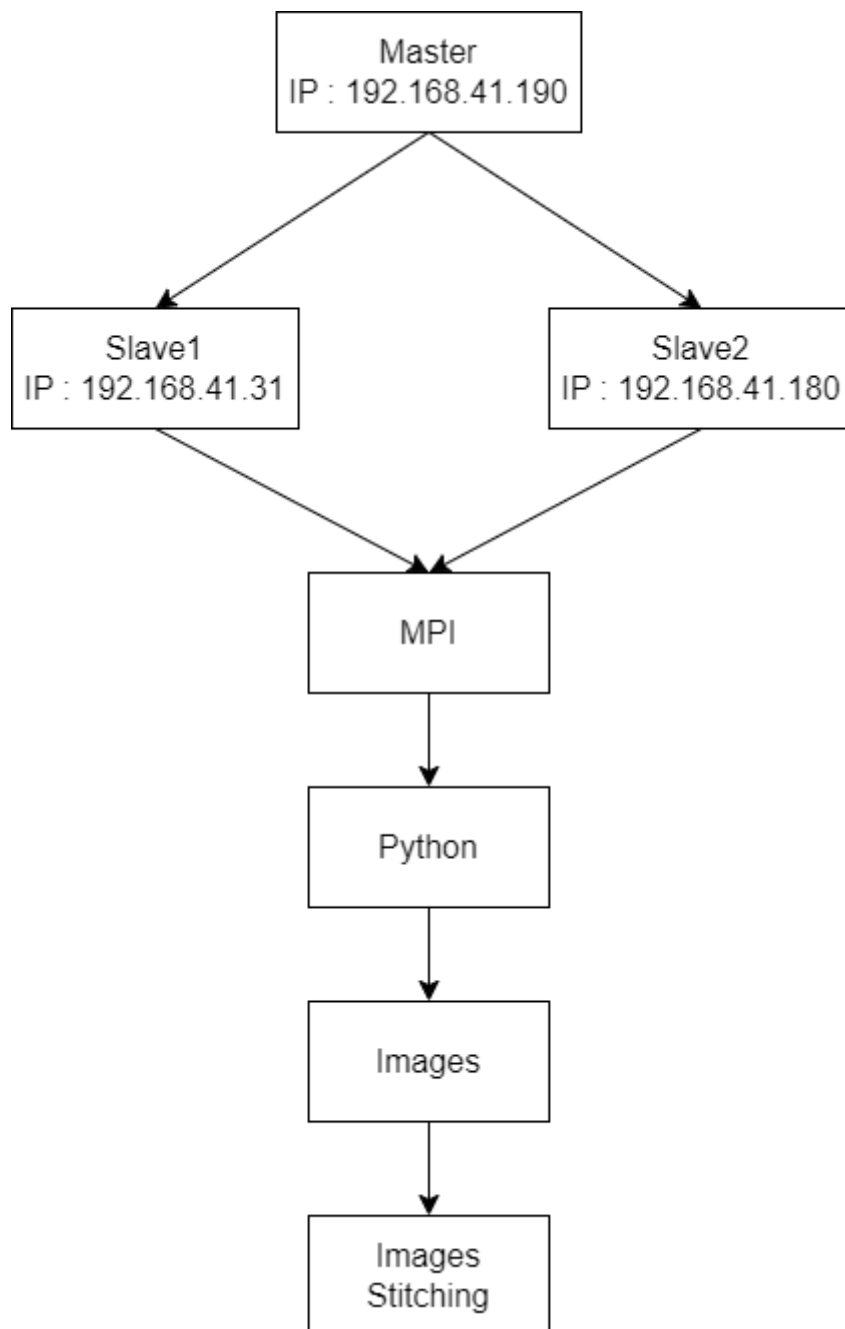 Master
IP : 192.168.41.190
Slave1
IP : 192.168.41.31
Slave2
IP : 192.168.41.180
MPI
Python
Images
Images
Stitching